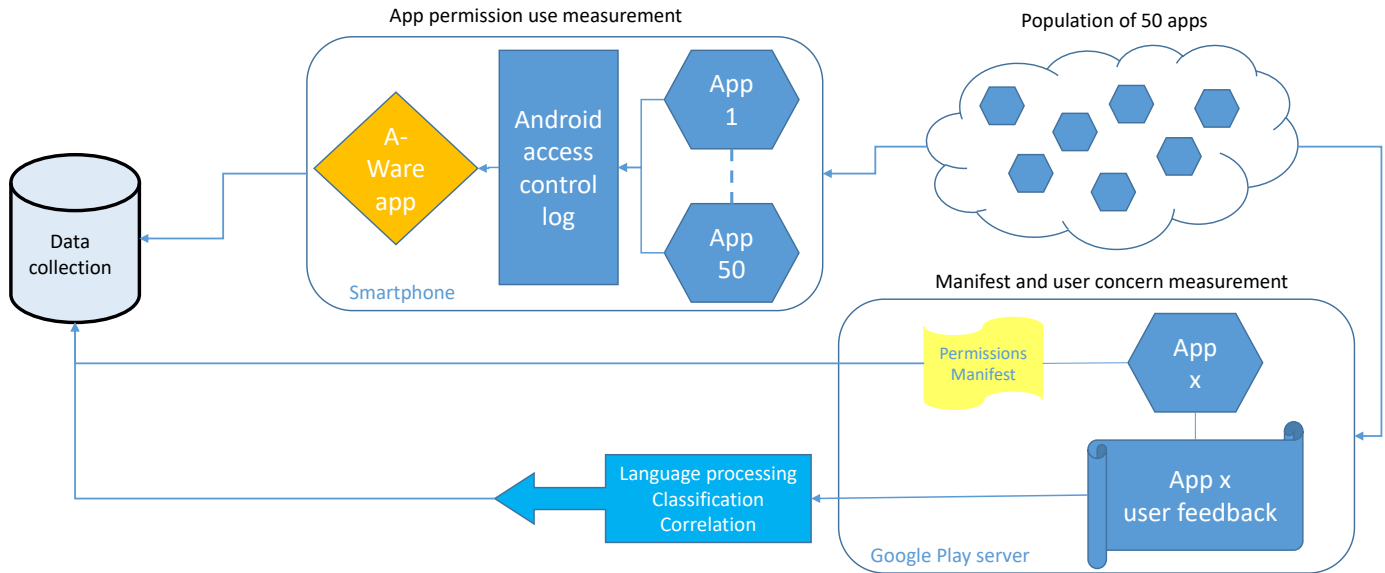 App permission use measurement
Population of 50 apps
A-
Ware
app
Android
access
control
log
App
1
App
50
Smartphone
Data
collection
Manifest and user concern measurement
Permissions
Manifest
App
x
App x
user feedback
Language processing
Classification
Correlation
Google Play server